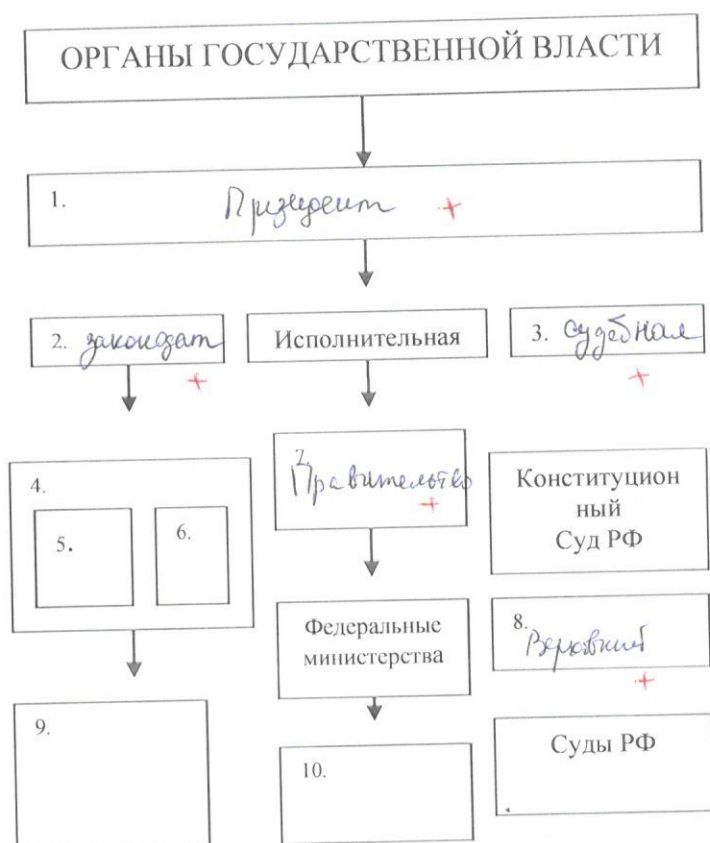 ОРГАНЫ ГОСУДАРСТВЕННОЙ ВЛАСТИ
1. Президент +
2. законодат +
Исполнительная
3. судебная +
4.
5.
6.
7. Правительство +
Конституцион
ный
Суд РФ
Федеральные
министерства
8. Верховный +
9.
10.
Суды РФ